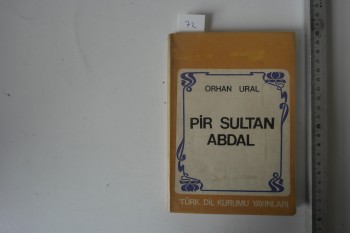 72
ORHAN URAL
PİR SULTAN
ABDAL
TÜRK DİL KURUMU YAYINLARI